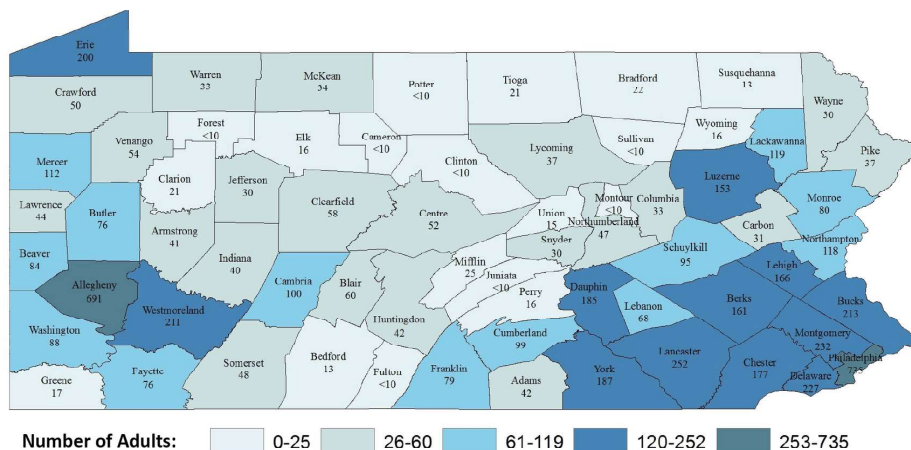 Erie
200
Warren
33
McKean
34
Potter
<10
Tioga
21
Bradford
22
Susquehanna
13
Crawford
50
Wayne
30
Forest
<10
Elk
16
Cameron
<10
Sullivan
<10
Wyoming
16
Lackawanna
119
Venango
54
Mercer
112
Clinton
<10
Lycoming
37
Pike
37
Clarion
21
Jefferson
30
Luzerne
153
Clearfield
58
Centre
52
Union
15
Montour
<10
Columbia
33
Monroe
80
Lawrence
44
Butler
76
Armstrong
41
Northumberland
47
Carbon
31
Snyder
30
Schuylkill
95
Northampton
118
Beaver
84
Indiana
40
Mifflin
25
Lehigh
166
Allegheny
691
Cambria
100
Blair
60
Juniata
<10
Dauphin
185
Westmoreland
211
Perry
16
Lebanon
68
Berks
161
Bucks
213
Huntingdon
42
Washington
88
Cumberland
99
Montgomery
232
Fayette
76
Somerset
48
Bedford
13
Fulton
<10
Franklin
79
Adams
42
York
187
Lancaster
252
Chester
177
Delaware
227
Philadelphia
735
Greene
17
Number of Adults: 0-25 26-60 61-119 120-252 253-735